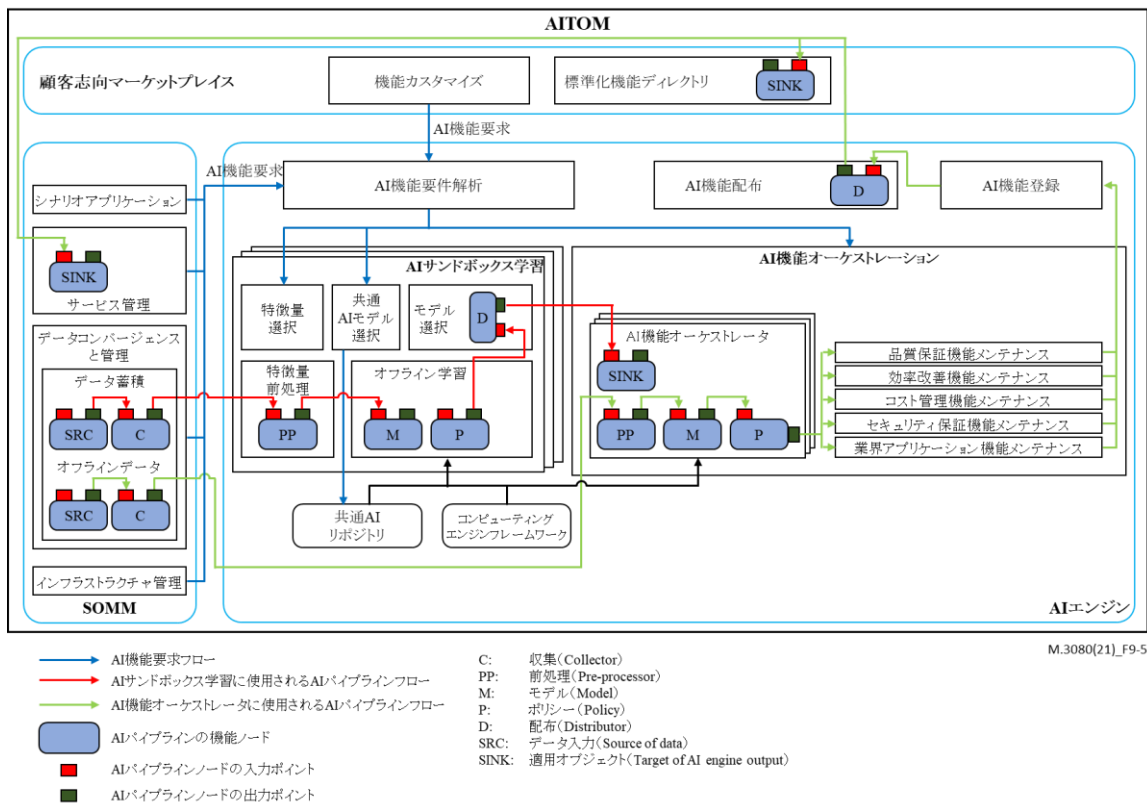 AITOM
顧客志向マーケットプレイス
機能カスタマイズ
標準化機能ディレクトリ
SINK
AI機能要求
AI機能要求
AI機能要件解析
AI機能配布
D
AI機能登録
シナリオアプリケーション
SINK
サービス管理
データコンバージェンス
と管理
データ蓄積
SRC
C
オフラインデータ
SRC
C
インフラストラクチャ管理
SOMM
AIサンドボックス学習
特徴量
選択
共通
AIモデル
選択
モデル
選択
D
特徴量
前処理
PP
オフライン学習
M
P
共通AI
リポジトリ
コンピューティング
エンジンフレームワーク
AI機能オーケストレーション
AI機能オーケストレータ
SINK
PP
M
P
品質保証機能メンテナンス
効率改善機能メンテナンス
コスト管理機能メンテナンス
セキュリティ保証機能メンテナンス
業界アプリケーション機能メンテナンス
AIエンジン
M.3080(21)_F9-5
AI機能要求フロー
AIサンドボックス学習に使用されるAIパイプラインフロー
AI機能オーケストレータに使用されるAIパイプラインフロー
AIパイプラインの機能ノード
AIパイプラインノードの入力ポイント
AIパイプラインノードの出力ポイント
C: 収集(Collector)
PP: 前処理(Pre-processor)
M: モデル(Model)
P: ポリシー(Policy)
D: 配布(Distributor)
SRC: データ入力(Source of data)
SINK: 適用オブジェクト(Target of AI engine output)